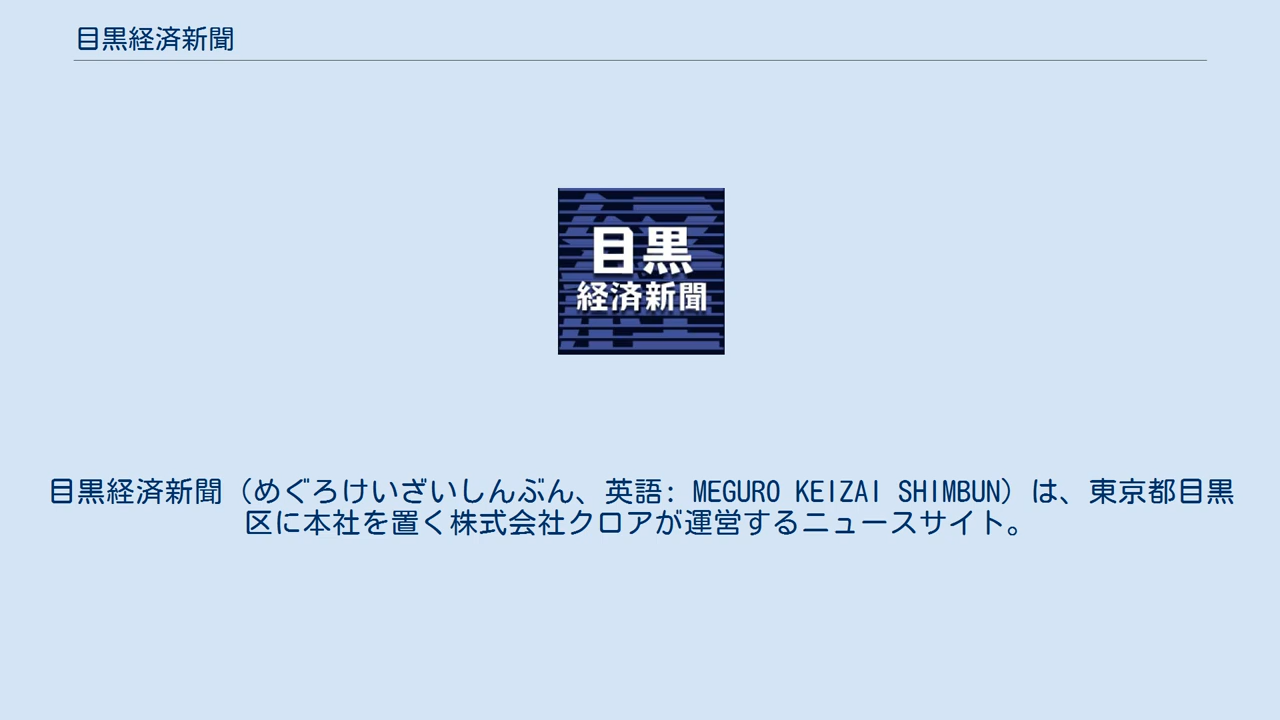 目黒経済新聞
目黒
経済新聞
目黒経済新聞（めぐろけいざいしんぶん、英語: MEGURO KEIZAI SHIMBUN）は、東京都目黒
区に本社を置く株式会社クロアが運営するニュースサイト。